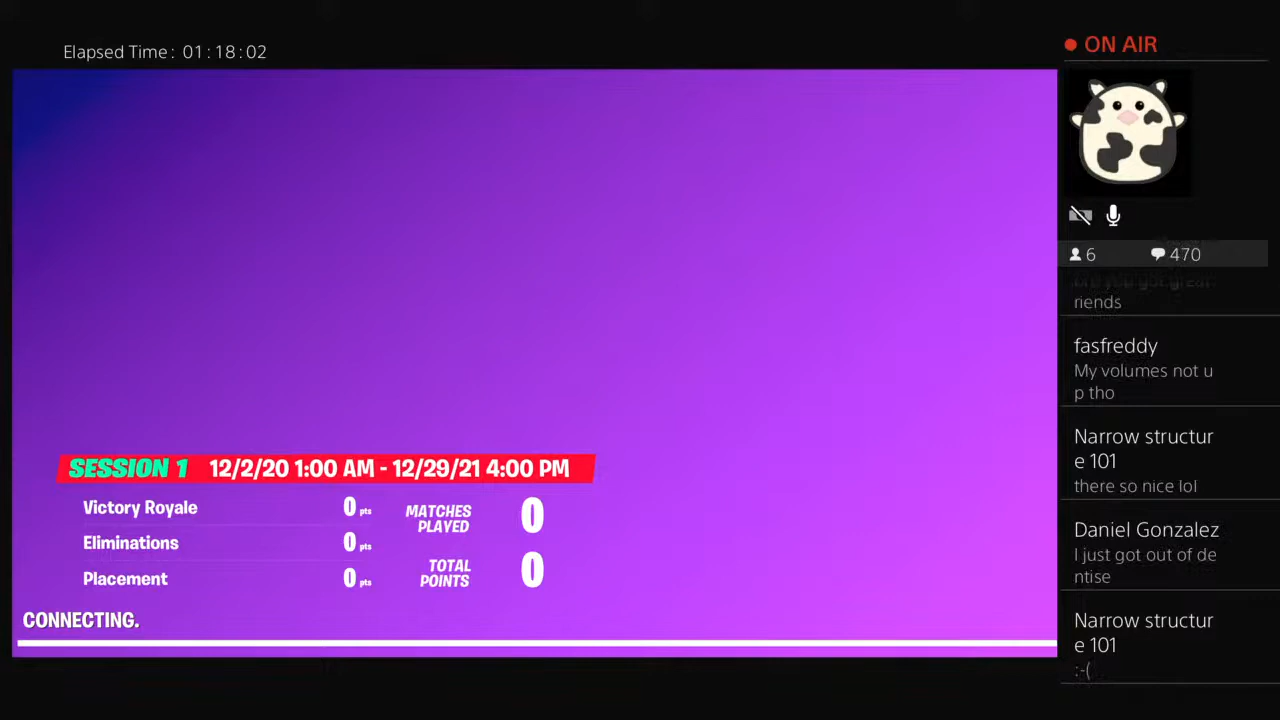 Elapsed Time: 01:18:02
ON AIR
6 470
riends
fasfreddy
My volumes not u
p tho
Narrow structur
e 101
there so nice lol
Daniel Gonzalez
I just got out of de
ntise
Narrow structur
e 101
:-(
SESSION 1 12/2/20 1:00 AM - 12/29/21 4:00 PM
Victory Royale 0 pts
Eliminations 0 pts
Placement 0 pts
MATCHES
PLAYED 0
TOTAL
POINTS 0
CONNECTING.